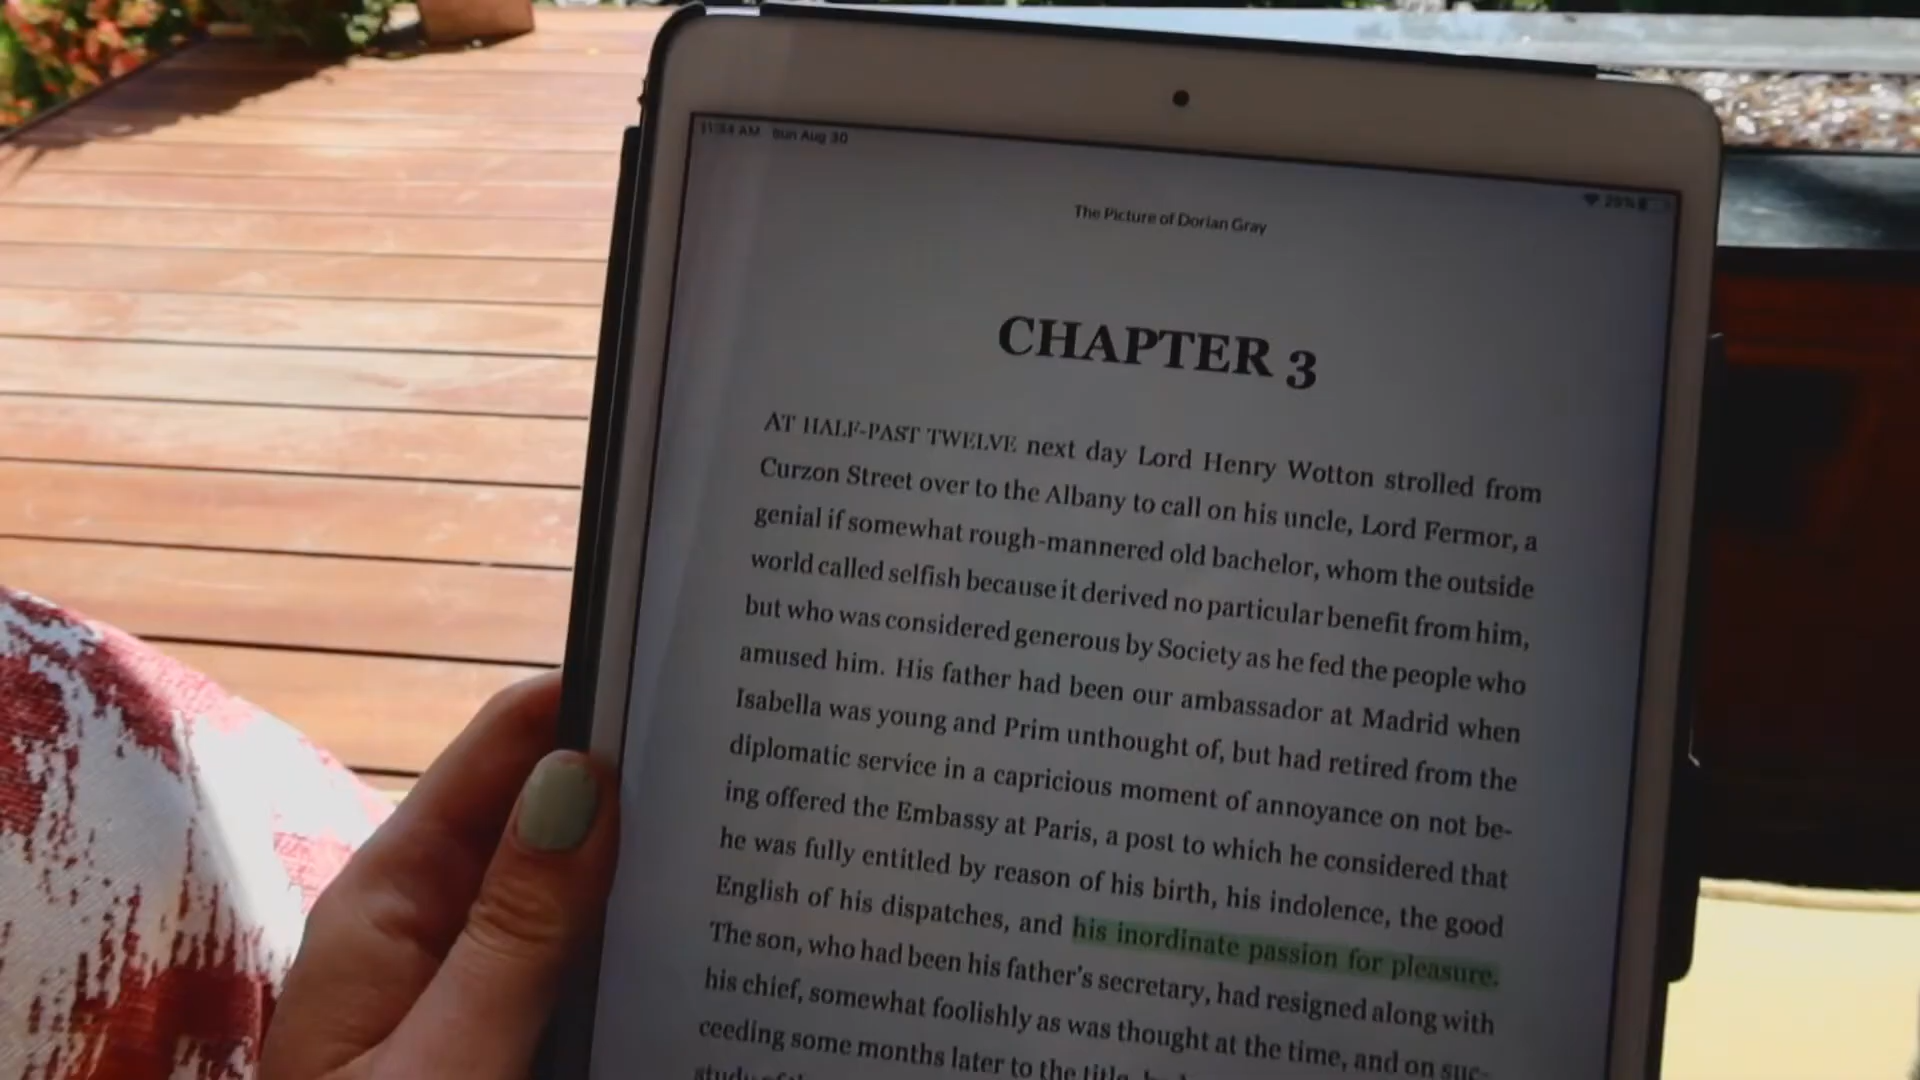 11:34 AM Sun Aug 30
29%
The Picture of Dorian Gray
CHAPTER 3
AT HALF-PAST TWELVE next day Lord Henry Wotton strolled from
Curzon Street over to the Albany to call on his uncle, Lord Fermor, a
genial if somewhat rough-mannered old bachelor, whom the outside
world called selfish because it derived no particular benefit from him,
but who was considered generous by Society as he fed the people who
amused him. His father had been our ambassador at Madrid when
Isabella was young and Prim unthought of, but had retired from the
diplomatic service in a capricious moment of annoyance on not be-
ing offered the Embassy at Paris, a post to which he considered that
he was fully entitled by reason of his birth, his indolence, the good
English of his dispatches, and his inordinate passion for pleasure.
The son, who had been his father's secretary, had resigned along with
his chief, somewhat foolishly as was thought at the time, and on suc-
ceeding some months later to the title,